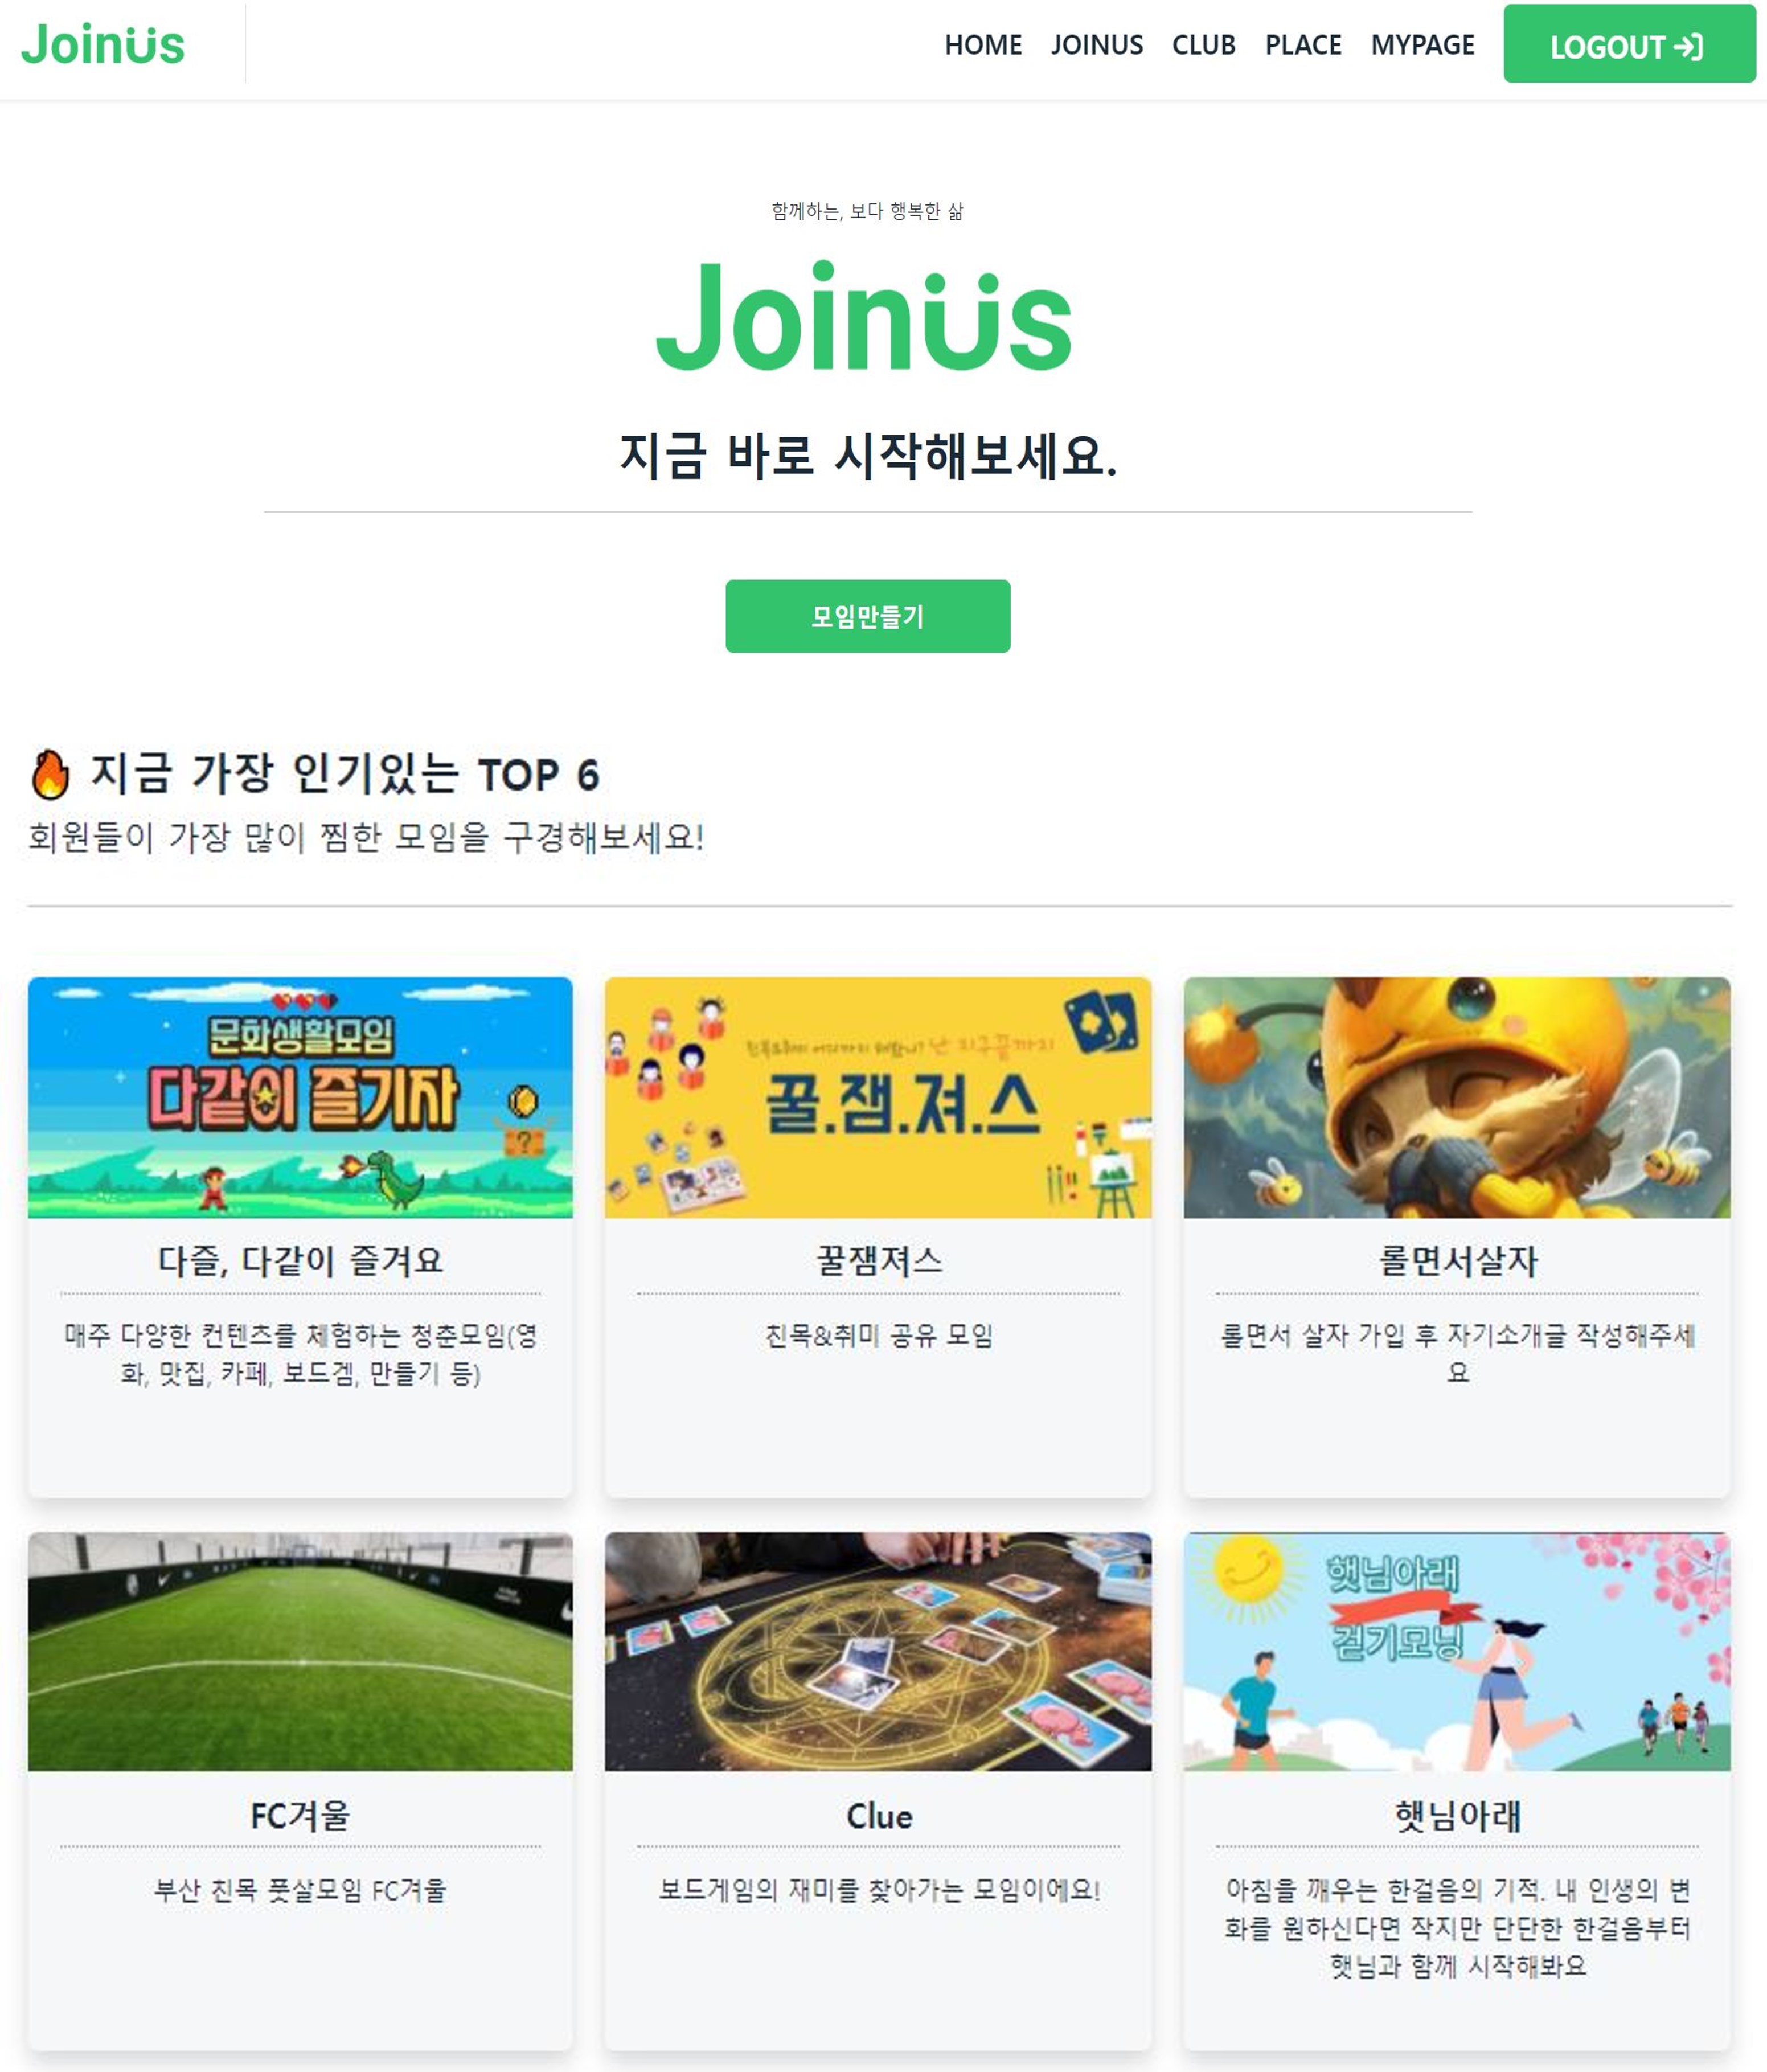 Joinüs
HOME JOINUS CLUB PLACE MYPAGE LOGOUT
함께하는, 보다 행복한 삶
Joinüs
지금 바로 시작해보세요.
모임만들기
지금 가장 인기있는 TOP 6
회원들이 가장 많이 찜한 모임을 구경해보세요!
문화생활모임
다같이 즐기자
?
난 지구끝까지
꿀.잼.져.스
다즐, 다같이 즐겨요
매주 다양한 컨텐츠를 체험하는 청춘모임(영
화, 맛집, 카페, 보드겜, 만들기 등)
꿀잼져스
친목&취미 공유 모임
롤면서살자
롤면서 살자 가입 후 자기소개글 작성해주세
요
햇님아래
걷기모닝
FC겨울
부산 친목 풋살모임 FC겨울
Clue
보드게임의 재미를 찾아가는 모임이에요!
햇님아래
아침을 깨우는 한걸음의 기적. 내 인생의 변
화를 원하신다면 작지만 단단한 한걸음부터
햇님과 함께 시작해봐요